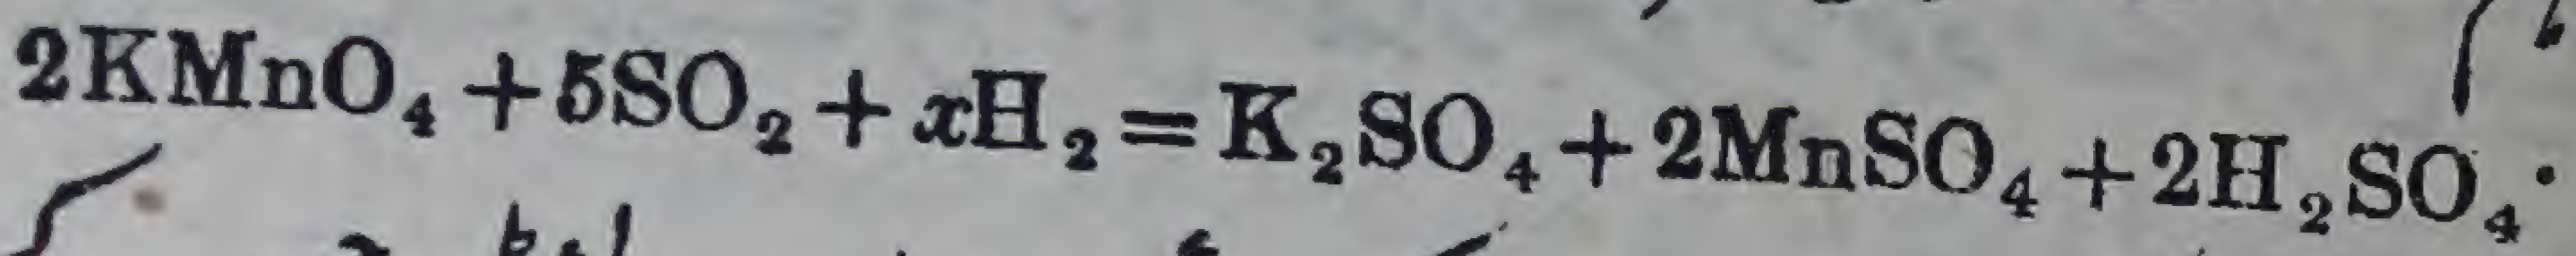 2KMnO₄ + 5SO₂ + xH₂ = K₂SO₄ + 2MnSO₄ + 2H₂SO₄.